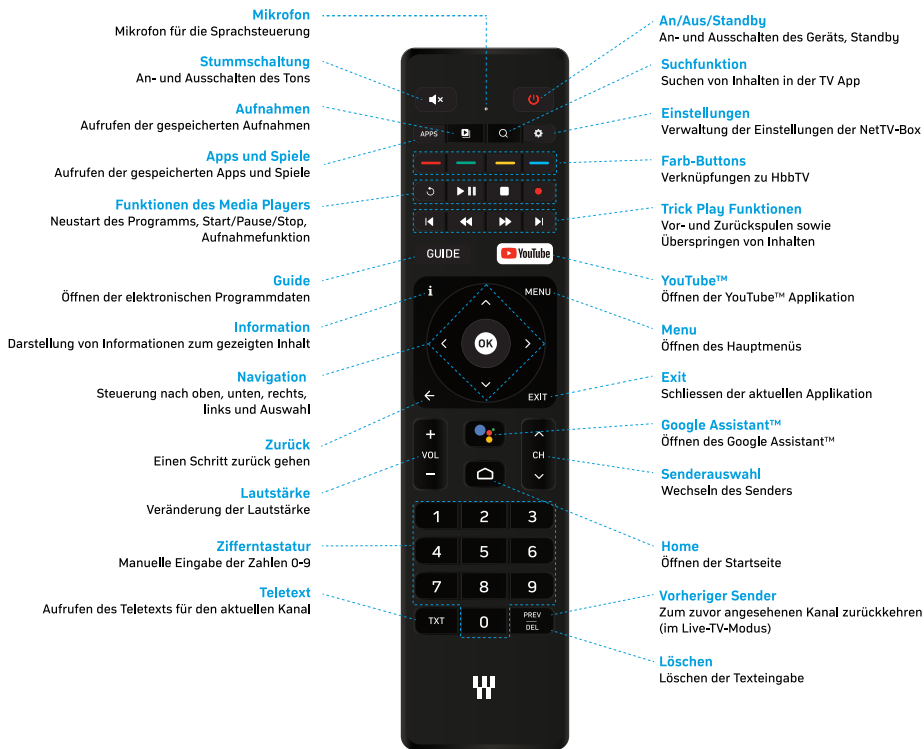 Mikrofon
Mikrofon für die Sprachsteuerung
Stummschaltung
An- und Ausschalten des Tons
Aufnahmen
Aufrufen der gespeicherten Aufnahmen
Apps und Spiele
Aufrufen der gespeicherten Apps und Spiele
Funktionen des Media Players
Neustart des Programms, Start/Pause/Stop,
Aufnahmefunktion
Guide
Öffnen der elektronischen Programmdaten
Information
Darstellung von Informationen zum gezeigten Inhalt
Navigation
Steuerung nach oben, unten, rechts,
links und Auswahl
Zurück
Einen Schritt zurück gehen
Lautstärke
Veränderung der Lautstärke
Zifferntastatur
Manuelle Eingabe der Zahlen 0-9
Teletext
Aufrufen des Teletexts für den aktuellen Kanal
APPS
GUIDE
YouTube
i
MENU
OK
EXIT
+
VOL
−
CH
1 2 3
4 5 6
7 8 9
TXT 0 PREV
DEL
An/Aus/Standby
An- und Ausschalten des Geräts, Standby
Suchfunktion
Suchen von Inhalten in der TV App
Einstellungen
Verwaltung der Einstellungen der NetTV-Box
Farb-Buttons
Verknüpfungen zu HbbTV
Trick Play Funktionen
Vor- und Zurückspulen sowie
Überspringen von Inhalten
YouTube™
Öffnen der YouTube™ Applikation
Menu
Öffnen des Hauptmenüs
Exit
Schliessen der aktuellen Applikation
Google Assistant™
Öffnen des Google Assistant™
Senderauswahl
Wechseln des Senders
Home
Öffnen der Startseite
Vorheriger Sender
Zum zuvor angesehenen Kanal zurückkehren
(im Live-TV-Modus)
Löschen
Löschen der Texteingabe